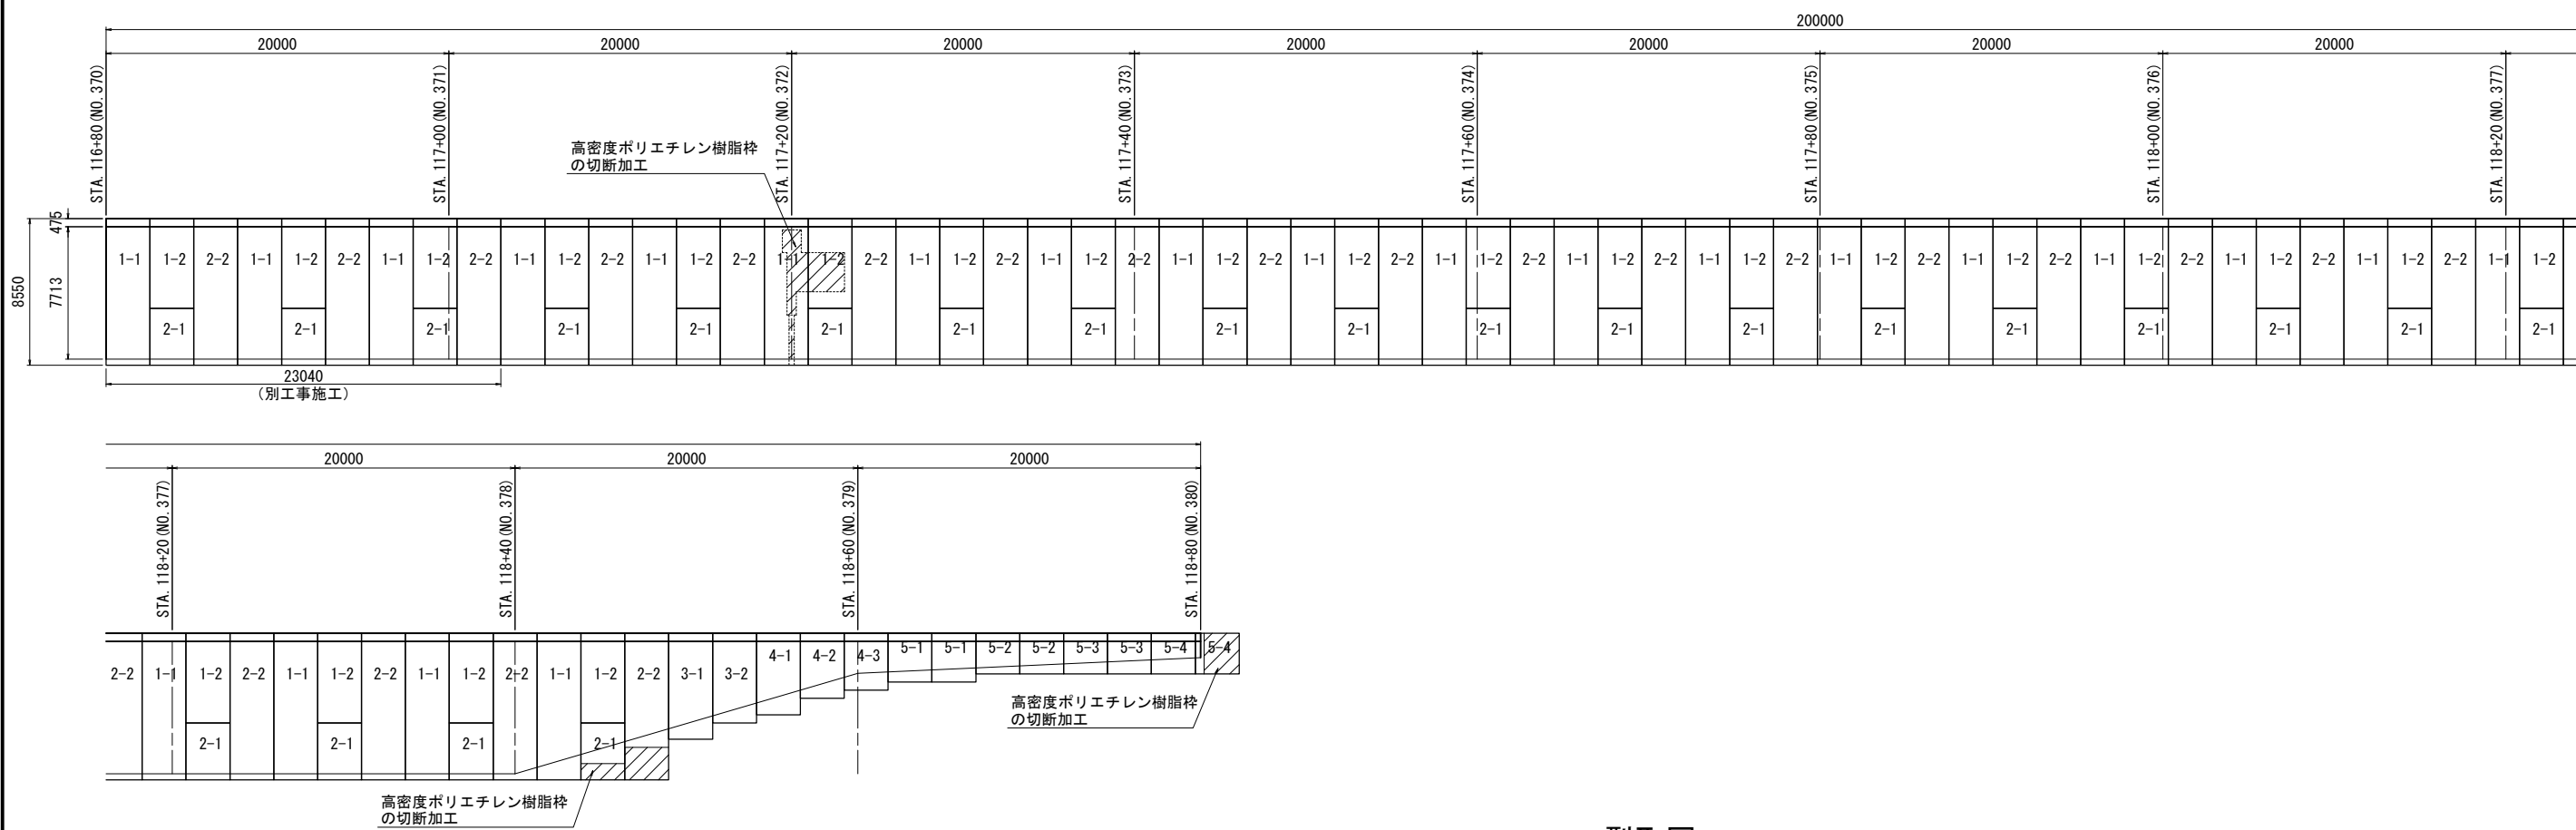 200000
20000 20000 20000 20000 20000 20000 20000
STA. 116+80(NO. 370)
STA. 117+00(NO. 371)
STA. 117+20(NO. 372)
STA. 117+40(NO. 373)
STA. 117+60(NO. 374)
STA. 117+80(NO. 375)
STA. 118+00(NO. 376)
STA. 118+20(NO. 377)
高密度ポリエチレン樹脂枠
の切断加工
475
8550
7713
1-1 1-2 2-2 1-1 1-2 2-2 1-1 1-2 2-2 1-1 1-2 2-2 1-1 1-2 2-2 1-1 1-2 2-2 1-1 1-2 2-2 1-1 1-2 2-2 1-1 1-2 2-2 1-1 1-2 2-2 1-1 1-2 2-2 1-1 1-2 2-2 1-1 1-2 2-2 1-1 1-2 2-2 1-1 1-2 2-2 1-1 1-2 2-2 1-1 1-2 2-2 1-1 1-2 2-2 1-1 1-2
2-1 2-1 2-1 2-1 2-1 2-1 2-1 2-1 2-1 2-1 2-1 2-1 2-1 2-1 2-1 2-1 2-1 2-1 2-1
23040
(別工事施工)
20000 20000 20000
STA. 118+20(NO. 377)
STA. 118+40(NO. 378)
STA. 118+60(NO. 379)
STA. 118+80(NO. 380)
2-2 1-1 1-2 2-2 1-1 1-2 2-2 1-1 1-2 2-2 1-1 1-2 2-2 3-1 3-2 4-1 4-2 4-3 5-1 5-1 5-2 5-2 5-3 5-3 5-4 5-4
2-1 2-1 2-1 2-1
高密度ポリエチレン樹脂枠
の切断加工
高密度ポリエチレン樹脂枠
の切断加工